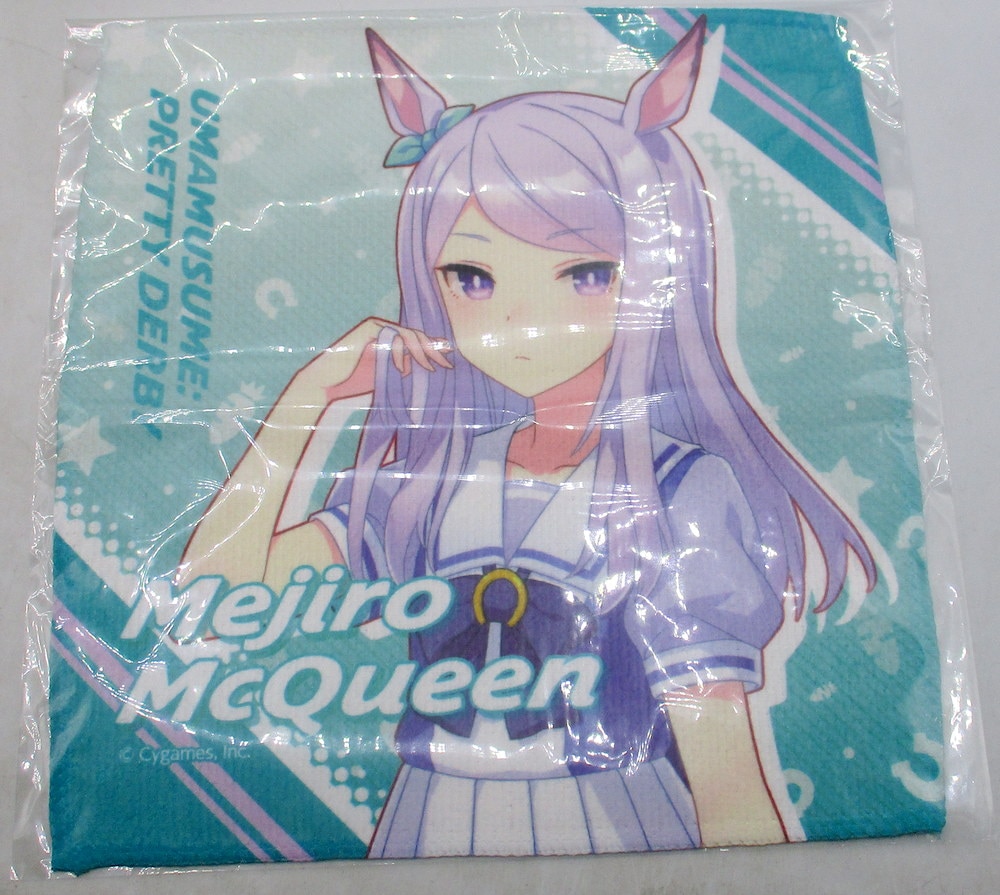 UMAMUSUME:
PRETTY DERBY
Mejiro
McQueen
© Cygames, Inc.